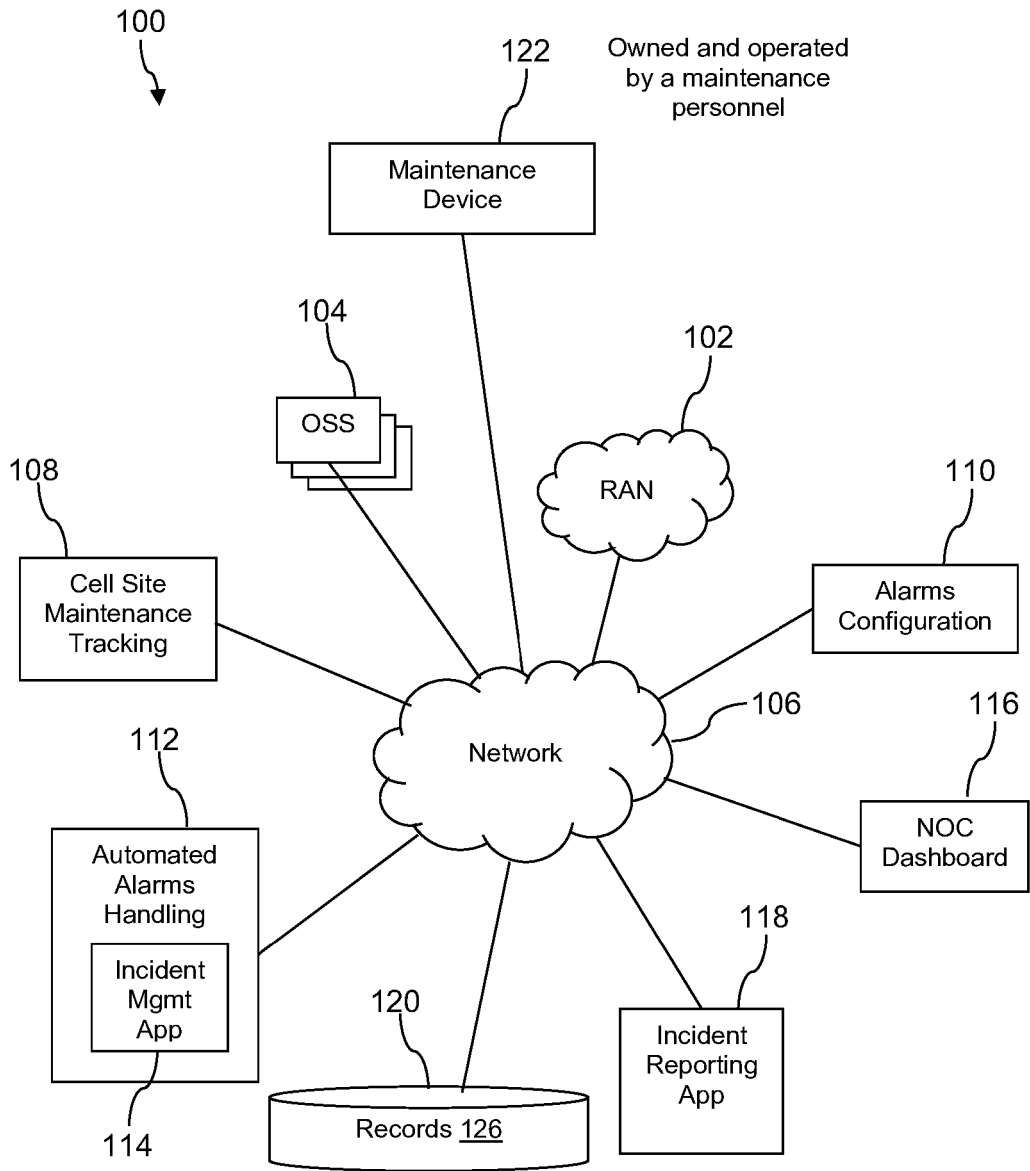 100
122
Owned and operated
by a maintenance
personnel
Maintenance
Device
104
OSS
102
RAN
108
Cell Site
Maintenance
Tracking
110
Alarms
Configuration
106
Network
116
NOC
Dashboard
112
Automated
Alarms
Handling
Incident
Mgmt
App
114
118
Incident
Reporting
App
120
Records 126